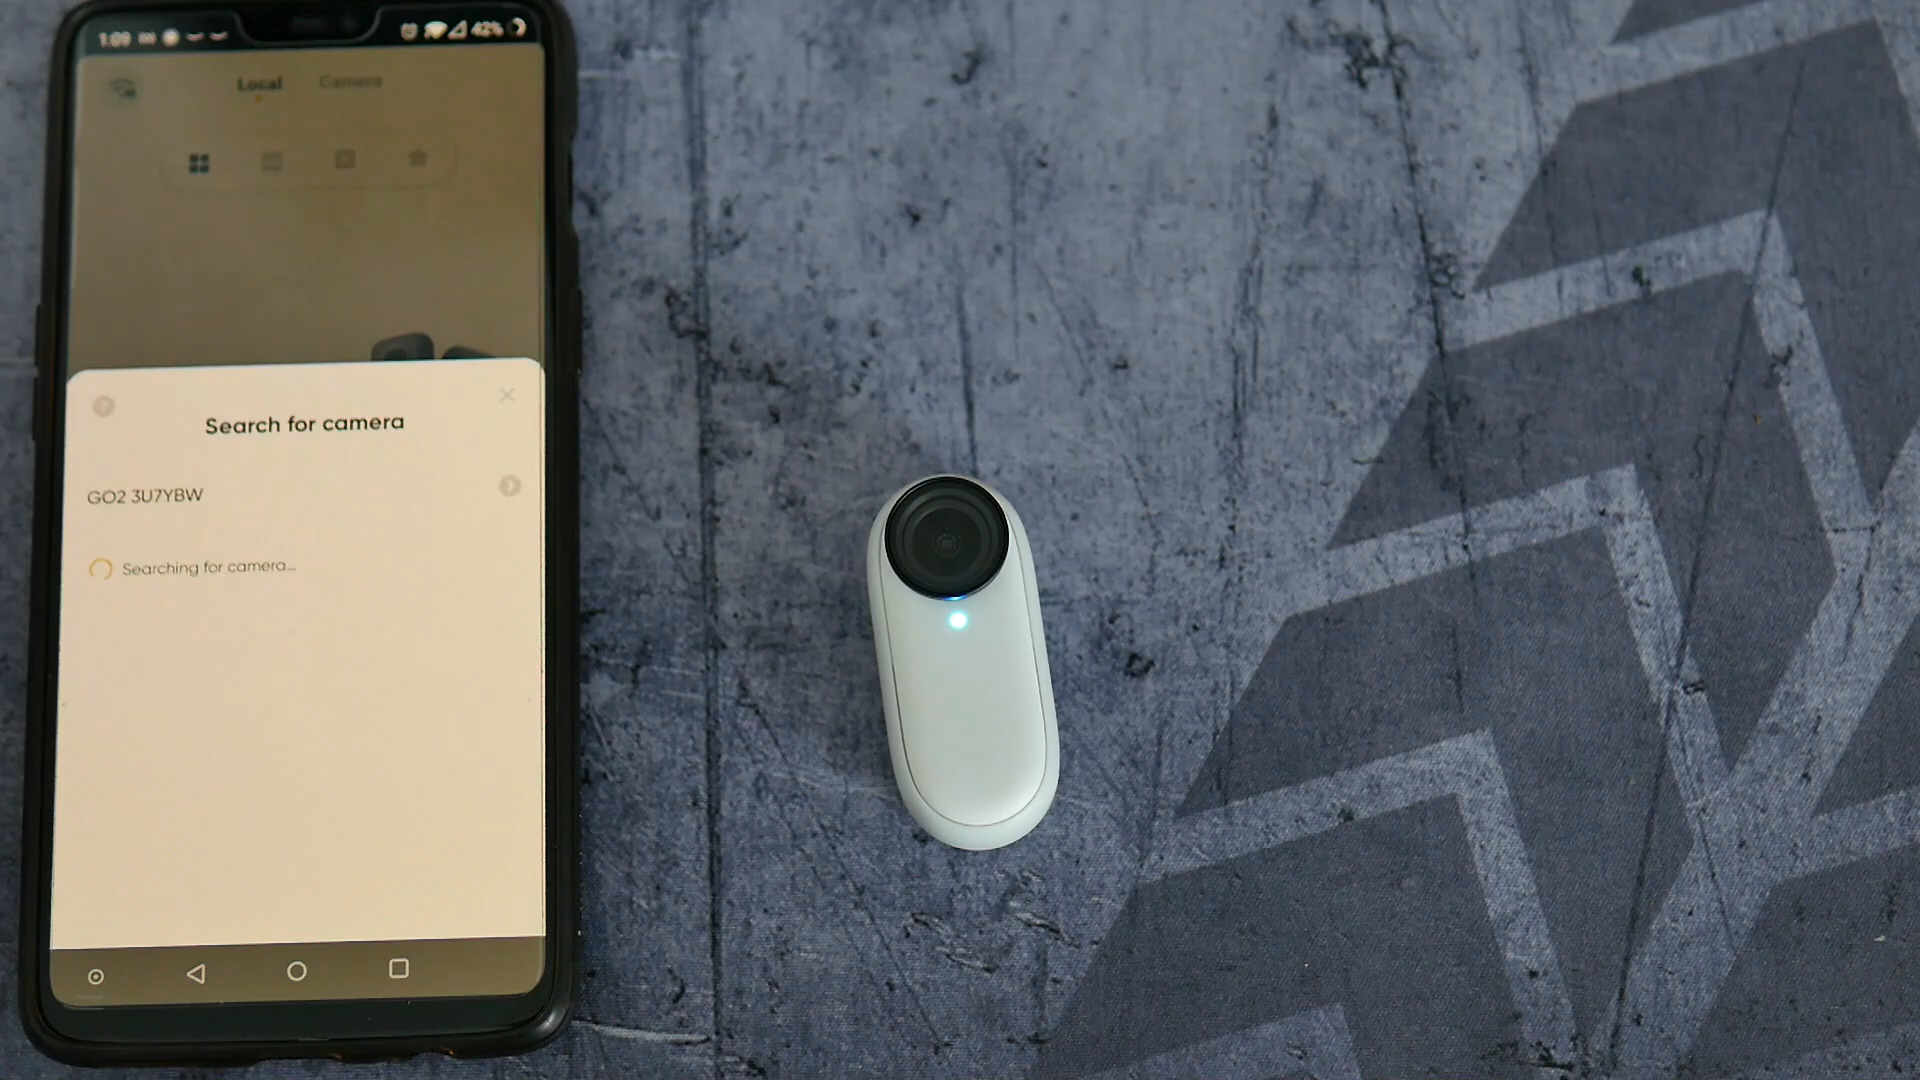 1:09 42%
Local Camera
Search for camera
GO2 3U7YBW
Searching for camera...